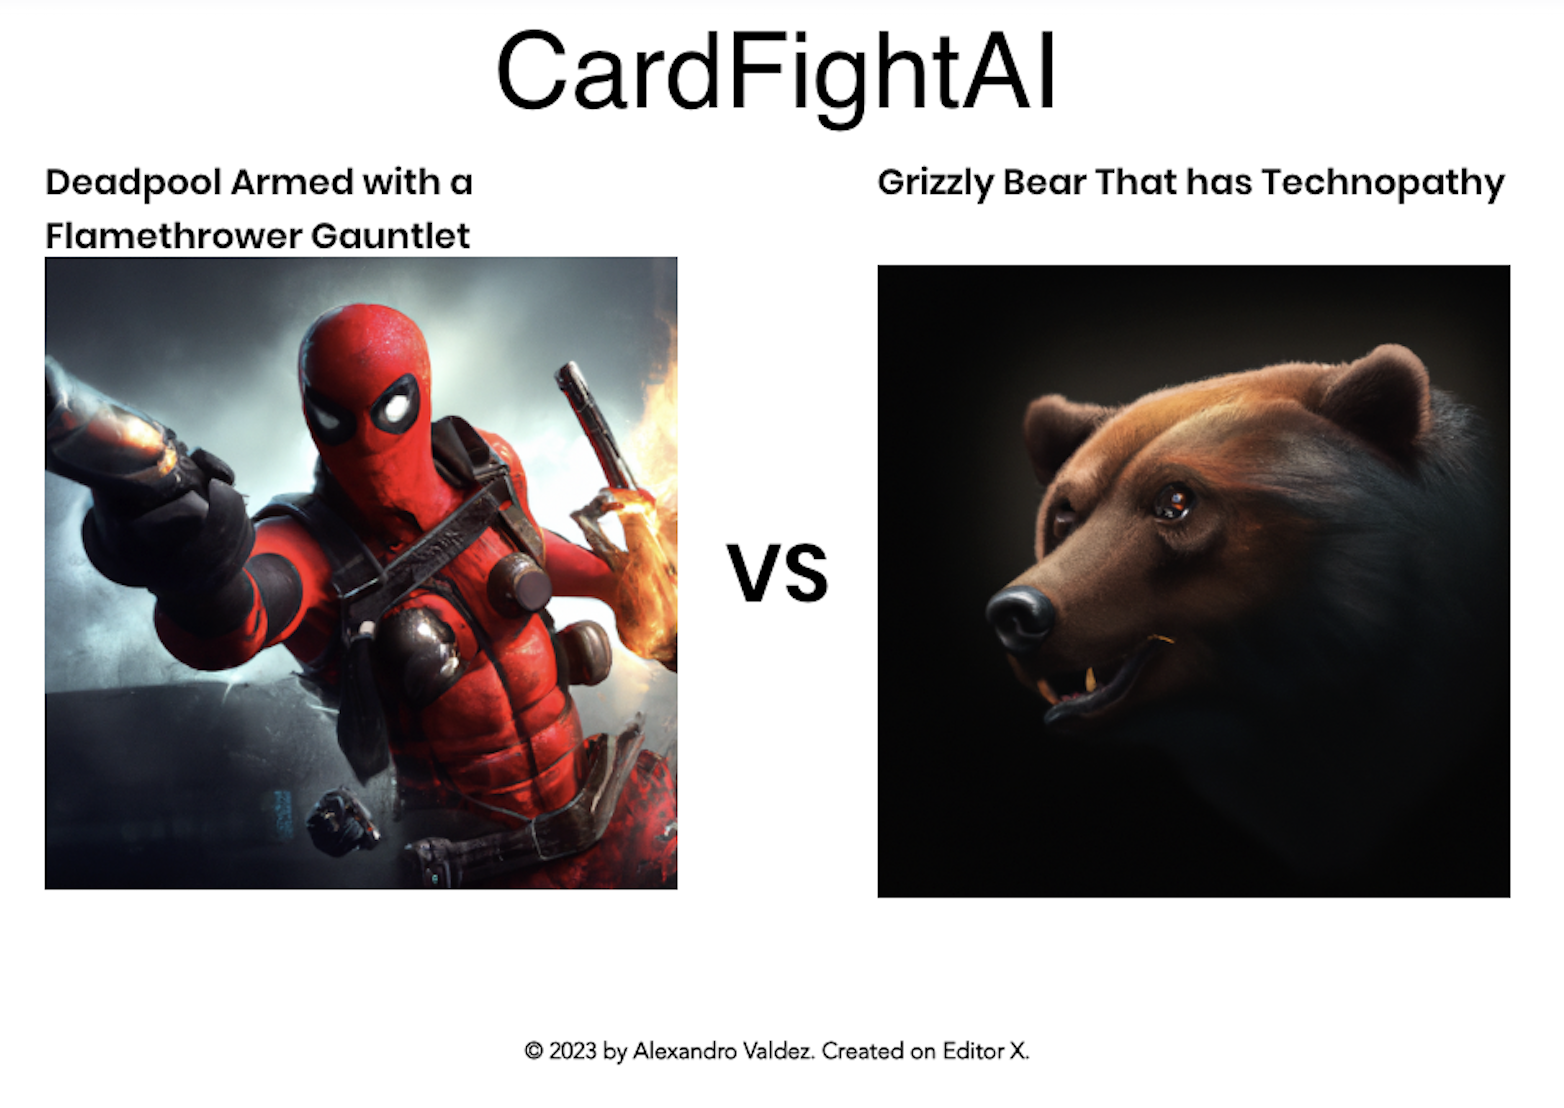 CardFightAI
Deadpool Armed with a
Flamethrower Gauntlet
Grizzly Bear That has Technopathy
VS
© 2023 by Alexandro Valdez. Created on Editor X.